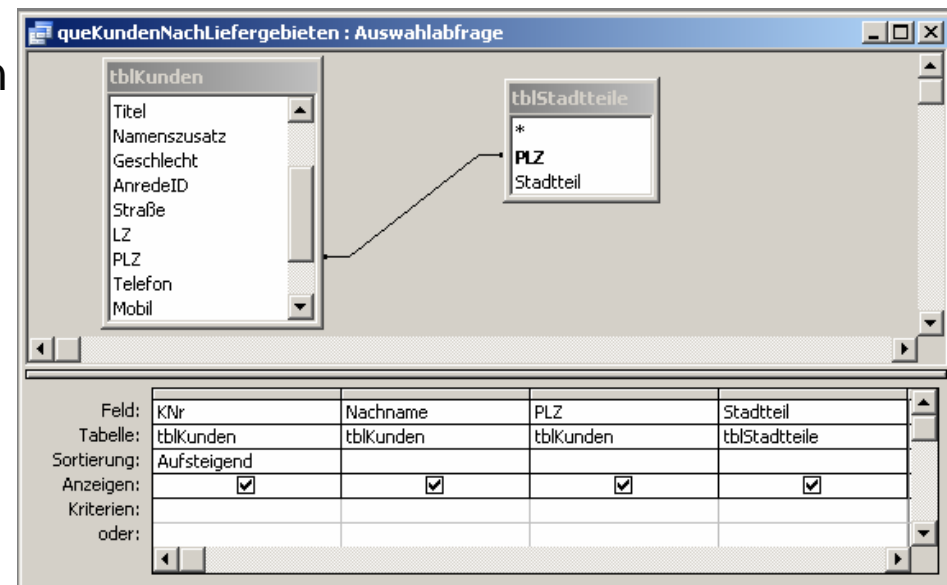 queKundenNachLiefergebieten : Auswahlabfrage
n
tblKunden
Titel
Namenszusatz
Geschlecht
AnredeID
Straße
LZ
PLZ
Telefon
Mobil
tblStadtteile
*
PLZ
Stadtteil
Feld: KNr Nachname PLZ Stadtteil
Tabelle: tblKunden tblKunden tblKunden tblStadtteile
Sortierung: Aufsteigend
Anzeigen:
Kriterien:
oder: